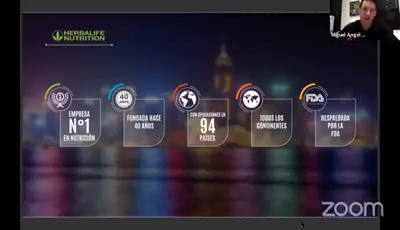 HERBALIFE
NUTRITION
Miguel Angel ...
EMPRESA
Nº1
EN NUTRICIÓN
40
AÑOS
FUNDADA HACE
40 AÑOS
CON OPERACIONES EN
94
PAÍSES
TODOS LOS
CONTINENTES
FDA
RESPALDADA
POR LA
FDA
zoom